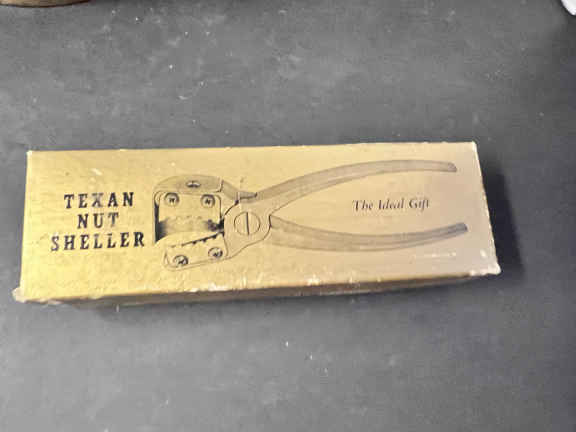 TEXAN
NUT
SHELLER
The Ideal Gift